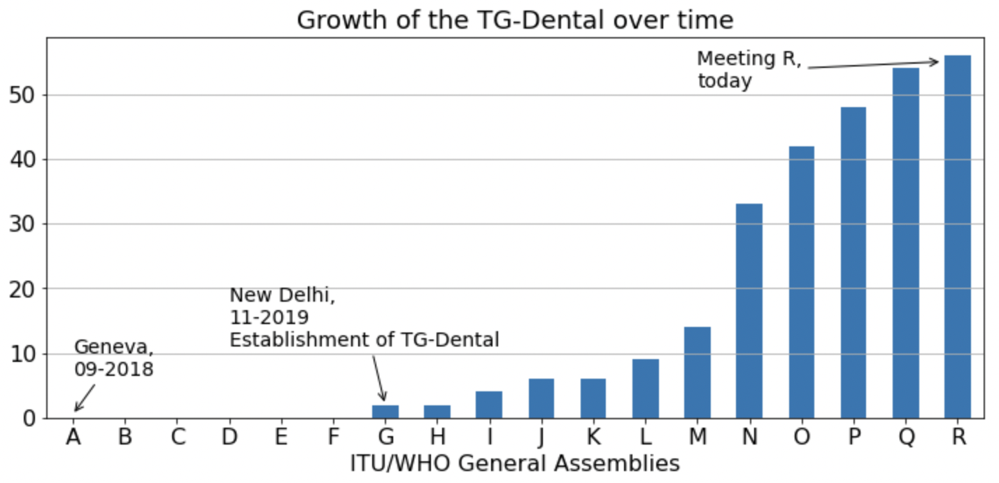 Growth of the TG-Dental over time
Meeting R,
today
50
40
30
20
10
0
New Delhi,
11-2019
Establishment of TG-Dental
Geneva,
09-2018
A B C D E F G H I J K L M N O P Q R
ITU/WHO General Assemblies